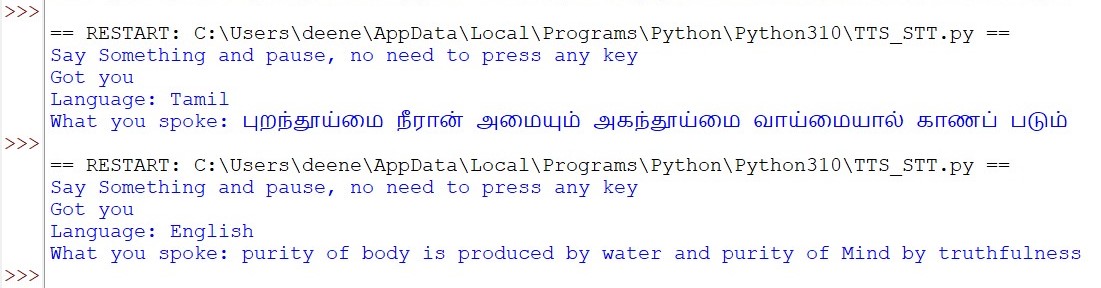 >>>
== RESTART: C:\Users\deene\AppData\Local\Programs\Python\Python310\TTS_STT.py ==
Say Something and pause, no need to press any key
Got you
Language: Tamil
What you spoke: புறந்தூய்மை நீரான் அமையும் அகந்தூய்மை வாய்மையால் காணப் படும்
>>>
== RESTART: C:\Users\deene\AppData\Local\Programs\Python\Python310\TTS_STT.py ==
Say Something and pause, no need to press any key
Got you
Language: English
What you spoke: purity of body is produced by water and purity of Mind by truthfulness
>>>